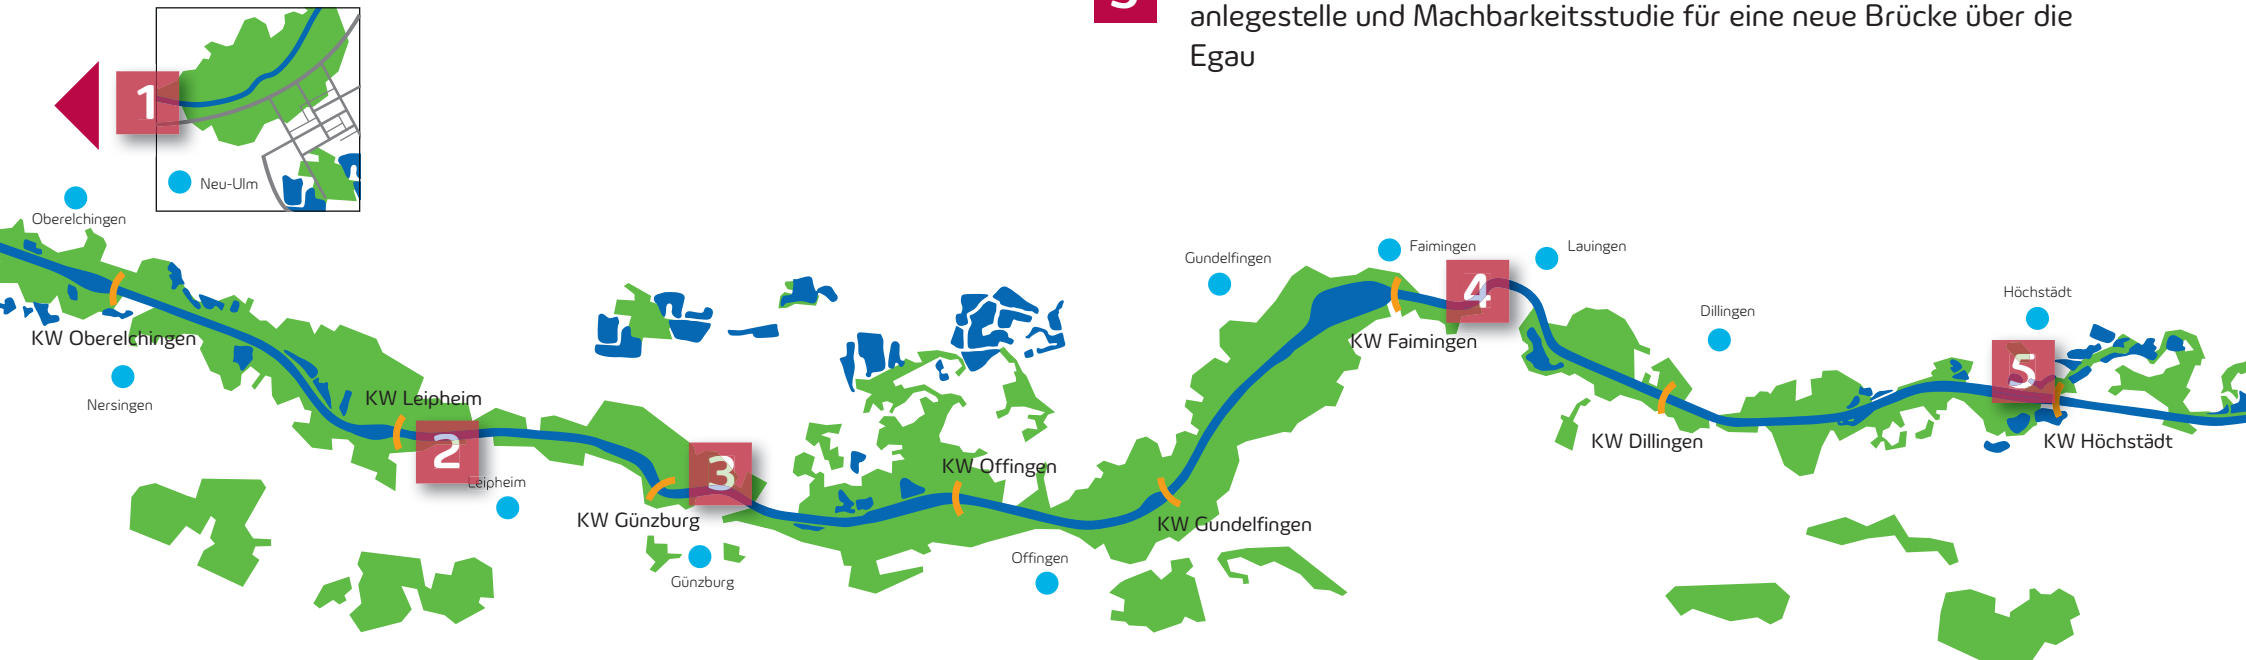 5
anlegestelle und Machbarkeitsstudie für eine neue Brücke über die
Egau
1
Neu-Ulm
Oberelchingen
KW Oberelchingen
Nersingen
KW Leipheim
2
Leipheim
3
KW Günzburg
Günzburg
KW Offingen
Offingen
Gundelfingen
KW Gundelfingen
Faimingen
4
KW Faimingen
Lauingen
Dillingen
KW Dillingen
Höchstädt
5
KW Höchstädt